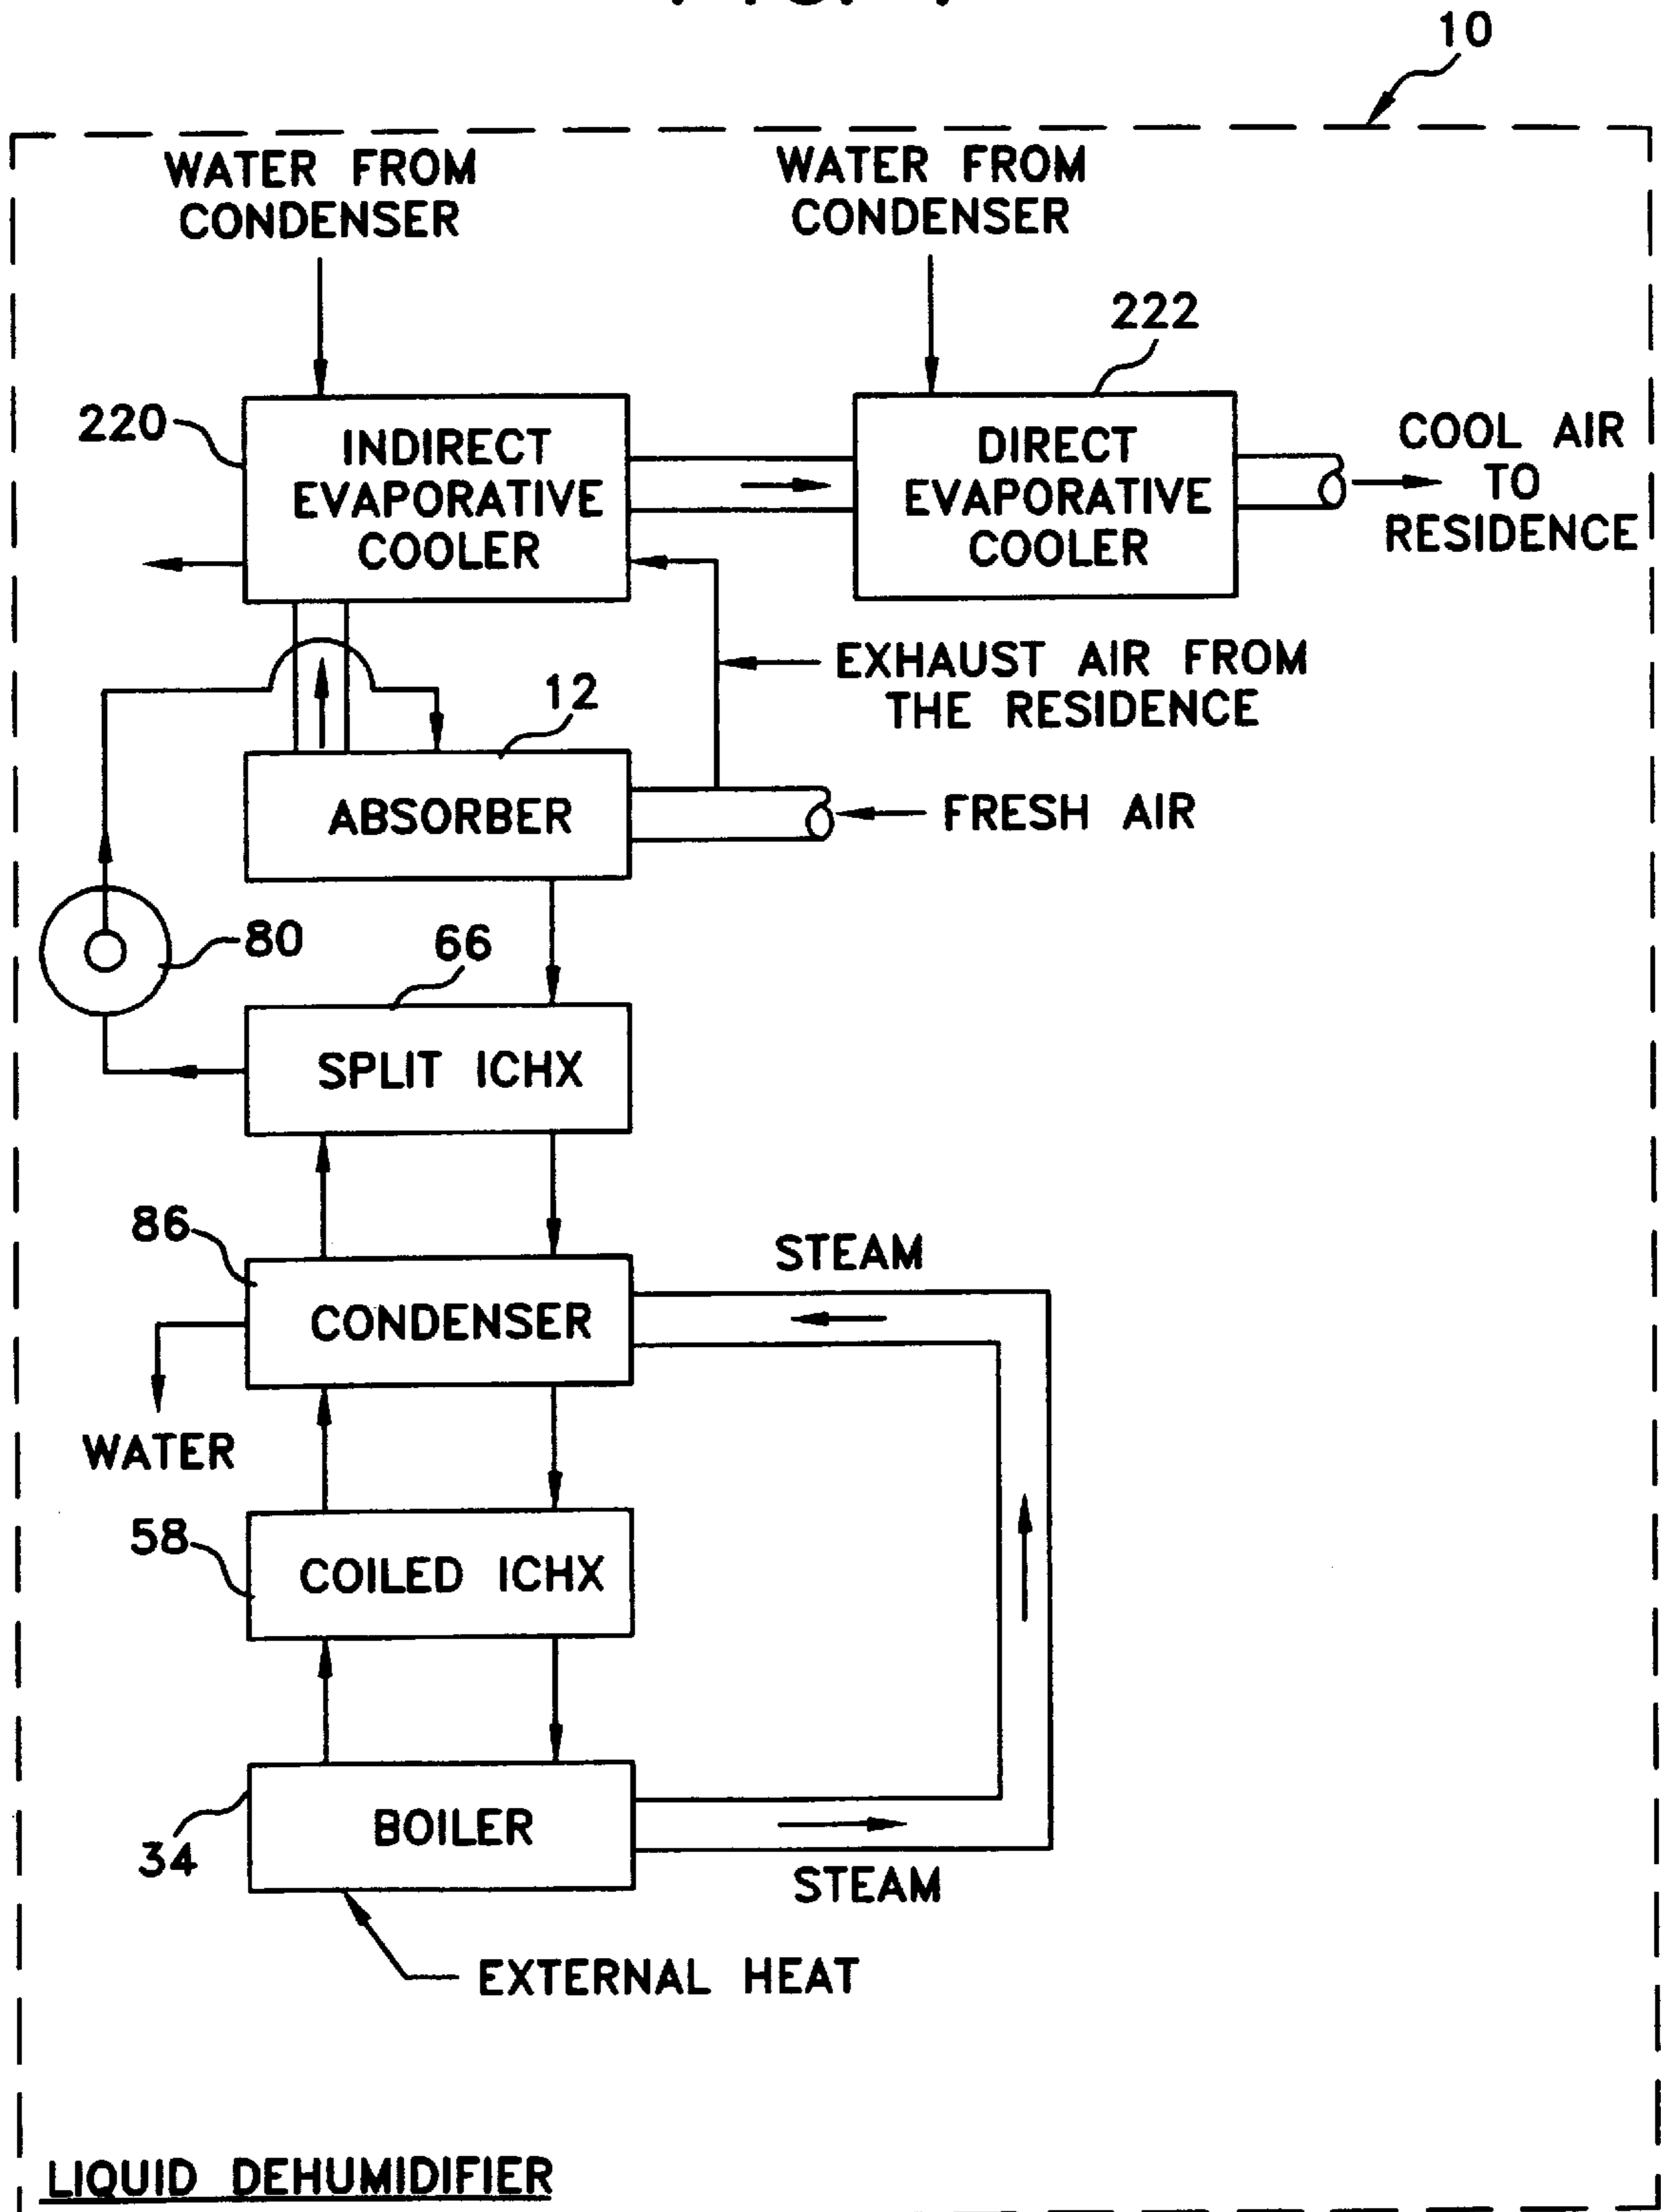 10
WATER FROM
CONDENSER
WATER FROM
CONDENSER
222
220
INDIRECT
EVAPORATIVE
COOLER
DIRECT
EVAPORATIVE
COOLER
COOL AIR
TO
RESIDENCE
EXHAUST AIR FROM
THE RESIDENCE
12
ABSORBER
FRESH AIR
80
66
SPLIT ICHX
86
STEAM
CONDENSER
WATER
58
COILED ICHX
34
BOILER
STEAM
EXTERNAL HEAT
LIQUID DEHUMIDIFIER